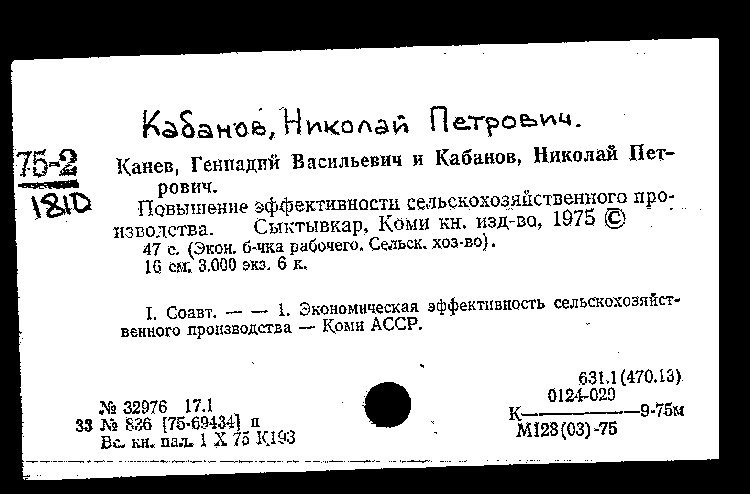 Кабанов, Николай Петрович.
75-2
1810
Канев, Геннадий Васильевич и Кабанов, Николай Пет-
рович.
Повышение эффективности сельскохозяйственного про-
изводства. Сыктывкар, Коми кн. изд-во, 1975 ©
47 с. (Экон. б-чка рабочего. Сельск. хоз-во).
16 см. 3.000 экз. 6 к.
I. Соавт. — — 1. Экономическая эффективность сельскохозяйст-
венного производства — Коми АССР.
631.1(470.13)
№ 32976 17.1
0124-029
33 № 836 [75-69434] п
К— —9-75м
Вс. кн. пал. 1 X 75 К193
М128(03)-75